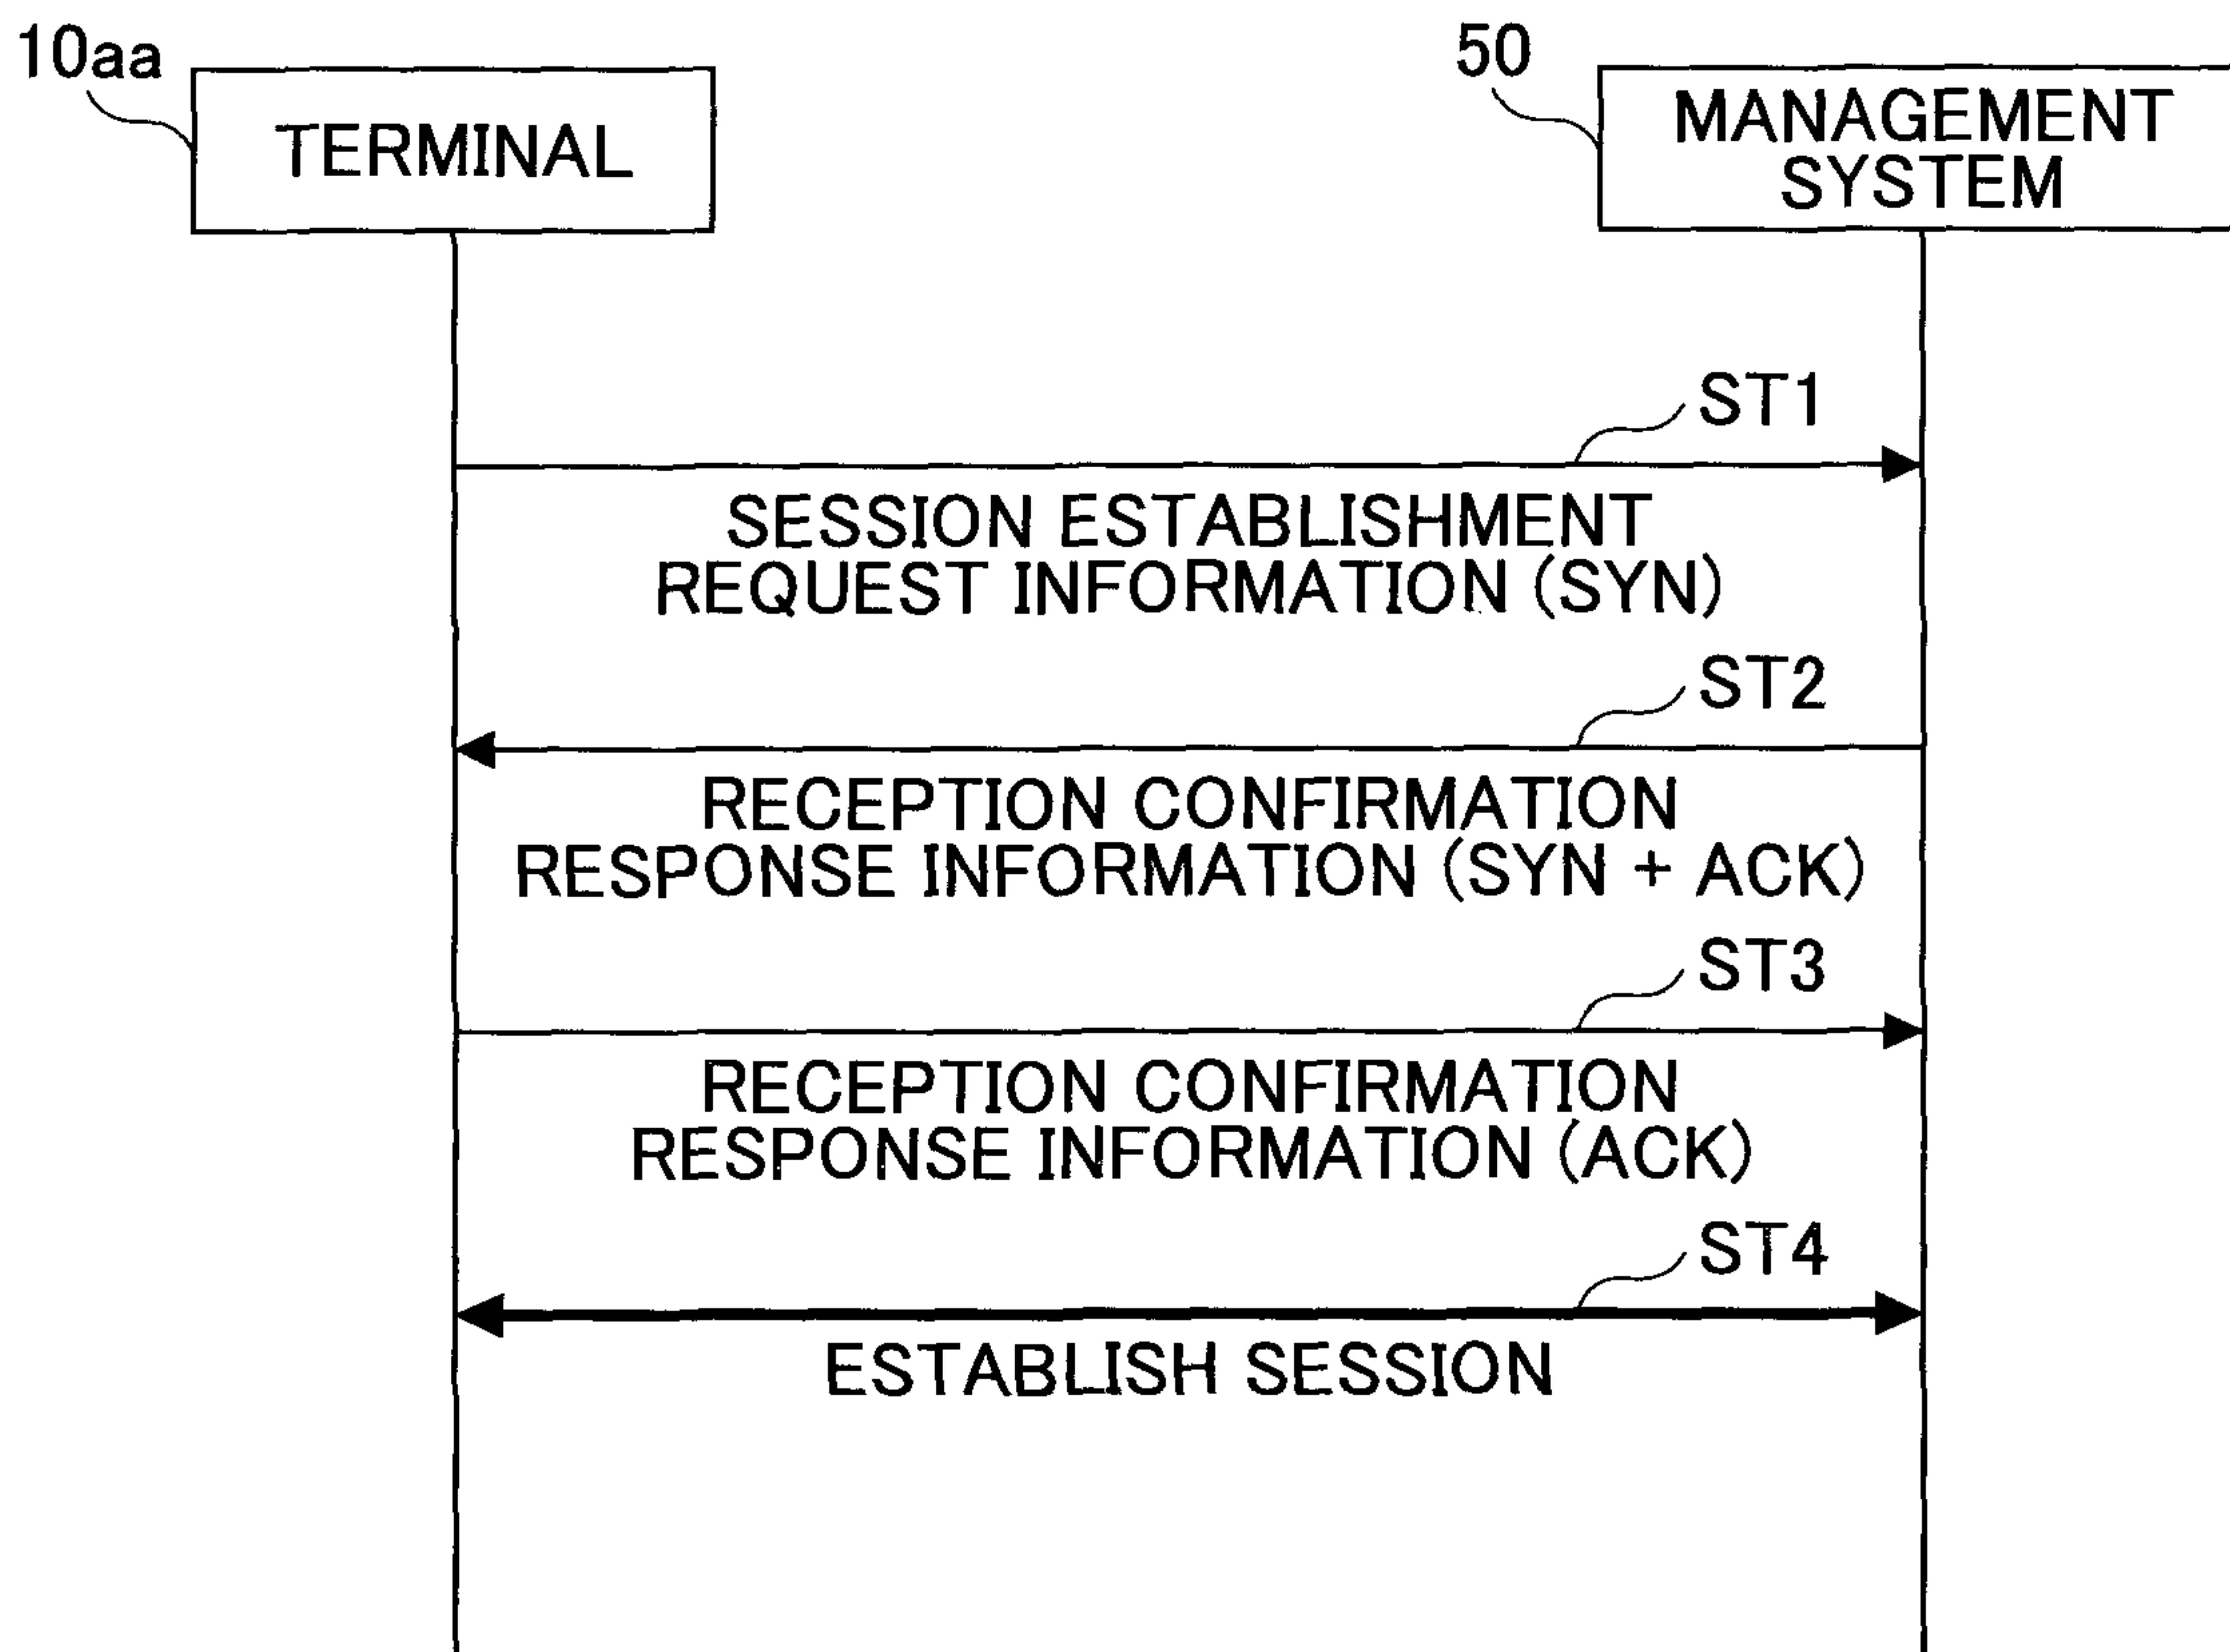 10aa
TERMINAL
50
MANAGEMENT
SYSTEM
ST1
SESSION ESTABLISHMENT
REQUEST INFORMATION (SYN)
ST2
RECEPTION CONFIRMATION
RESPONSE INFORMATION (SYN + ACK)
ST3
RECEPTION CONFIRMATION
RESPONSE INFORMATION (ACK)
ST4
ESTABLISH SESSION